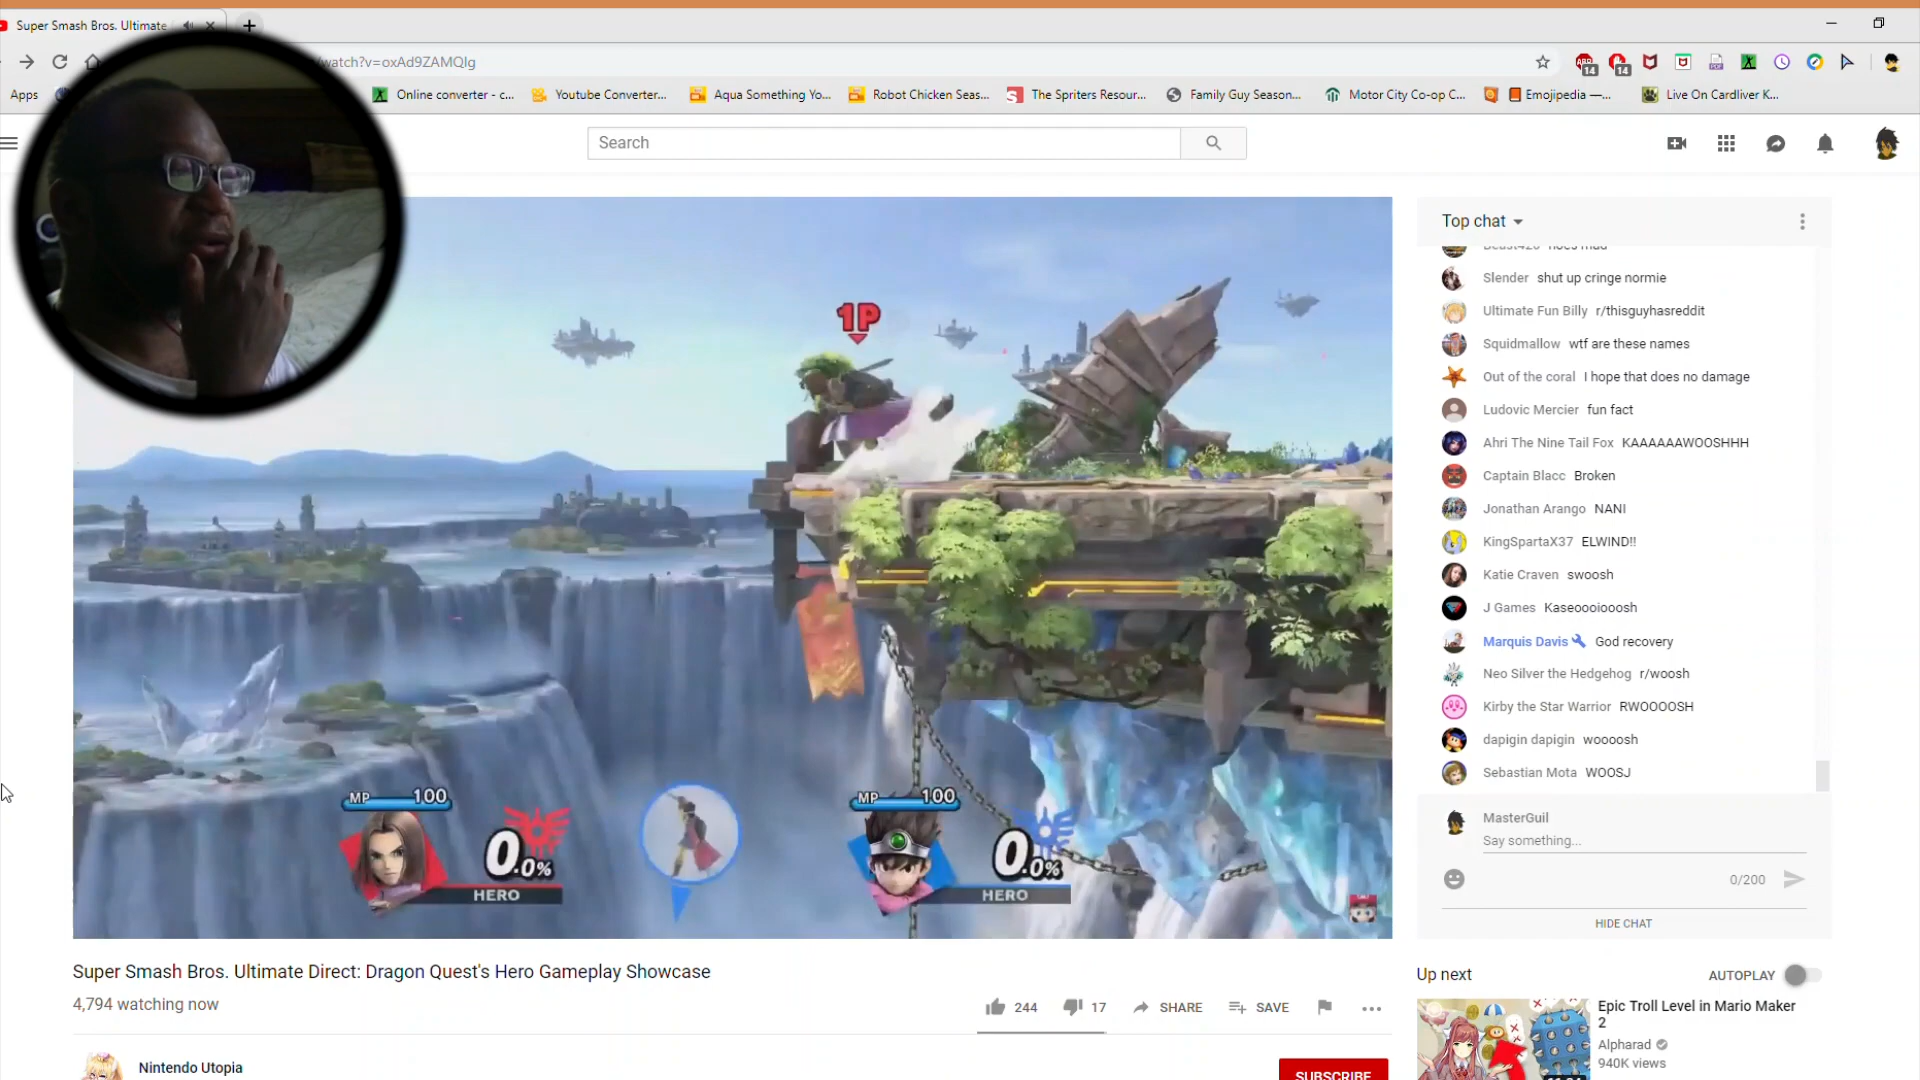 Super Smash Bros. Ultimate
/watch?v=oxAd9ZAMQIg
14
14
Apps
Online converter - c...
Youtube Converter...
Aqua Something Yo...
Robot Chicken Seas...
The Spriters Resour...
Family Guy Season...
Motor City Co-op C...
Emojipedia —...
Live On Cardliver K...
Search
1P
MP 100
0.0%
HERO
MP 100
0.0%
HERO
Top chat
Slender shut up cringe normie
Ultimate Fun Billy r/thisguyhasreddit
Squidmallow wtf are these names
Out of the coral I hope that does no damage
Ludovic Mercier fun fact
Ahri The Nine Tail Fox KAAAAAAWOOSHHH
Captain Blacc Broken
Jonathan Arango NANI
KingSpartaX37 ELWIND!!
Katie Craven swoosh
J Games Kaseoooiooosh
Marquis Davis God recovery
Neo Silver the Hedgehog r/woosh
Kirby the Star Warrior RWOOOOSH
dapigin dapigin woooosh
Sebastian Mota WOOSJ
MasterGuil
Say something...
0/200
HIDE CHAT
Super Smash Bros. Ultimate Direct: Dragon Quest's Hero Gameplay Showcase
4,794 watching now
244
17
SHARE
SAVE
Nintendo Utopia
SUBSCRIBE
Up next
AUTOPLAY
Epic Troll Level in Mario Maker
2
Alpharad
940K views